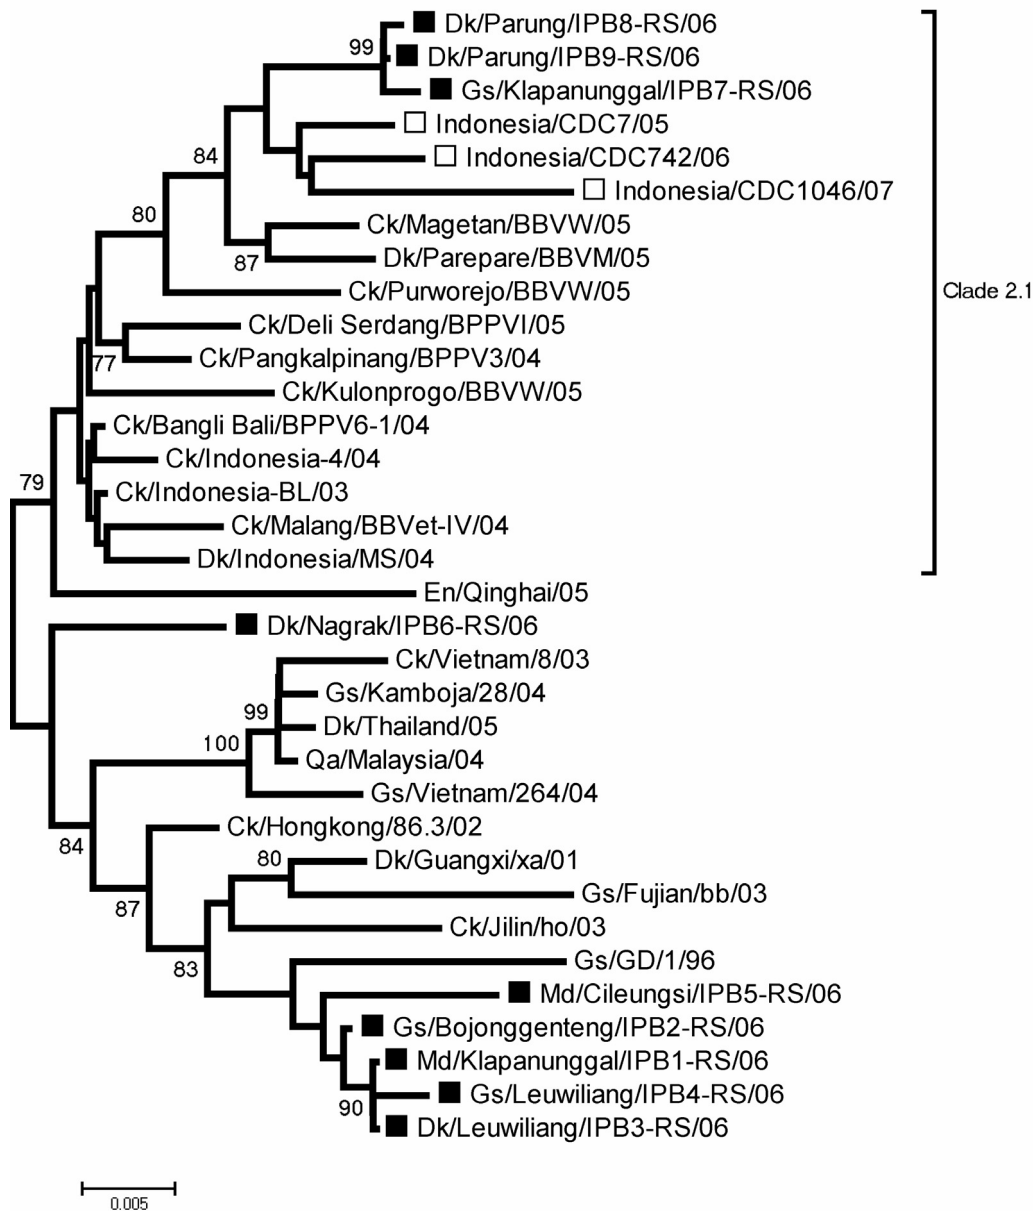 Dk/Parung/IPB8-RS/06
99
Dk/Parung/IPB9-RS/06
Gs/Klapanunggal/IPB7-RS/06
Indonesia/CDC7/05
84
Indonesia/CDC742/06
Indonesia/CDC1046/07
80
Ck/Magetan/BBVW/05
87
Dk/Parepare/BBVM/05
Ck/Purworejo/BBVW/05
Clade 2.1
Ck/Deli Serdang/BPPVI/05
77
Ck/Pangkalpinang/BPPV3/04
Ck/Kulonprogo/BBVW/05
Ck/Bangli Bali/BPPV6-1/04
Ck/Indonesia-4/04
79
Ck/Indonesia-BL/03
Ck/Malang/BBVet-IV/04
Dk/Indonesia/MS/04
En/Qinghai/05
Dk/Nagrak/IPB6-RS/06
Ck/Vietnam/8/03
Gs/Kamboja/28/04
99
Dk/Thailand/05
100
Qa/Malaysia/04
Gs/Vietnam/264/04
Ck/Hongkong/86.3/02
84
80
Dk/Guangxi/xa/01
Gs/Fujian/bb/03
87
Ck/Jilin/ho/03
Gs/GD/1/96
83
Md/Cileungsi/IPB5-RS/06
Gs/Bojonggenteng/IPB2-RS/06
Md/Klapanunggal/IPB1-RS/06
Gs/Leuwiliang/IPB4-RS/06
90
Dk/Leuwiliang/IPB3-RS/06
0.005